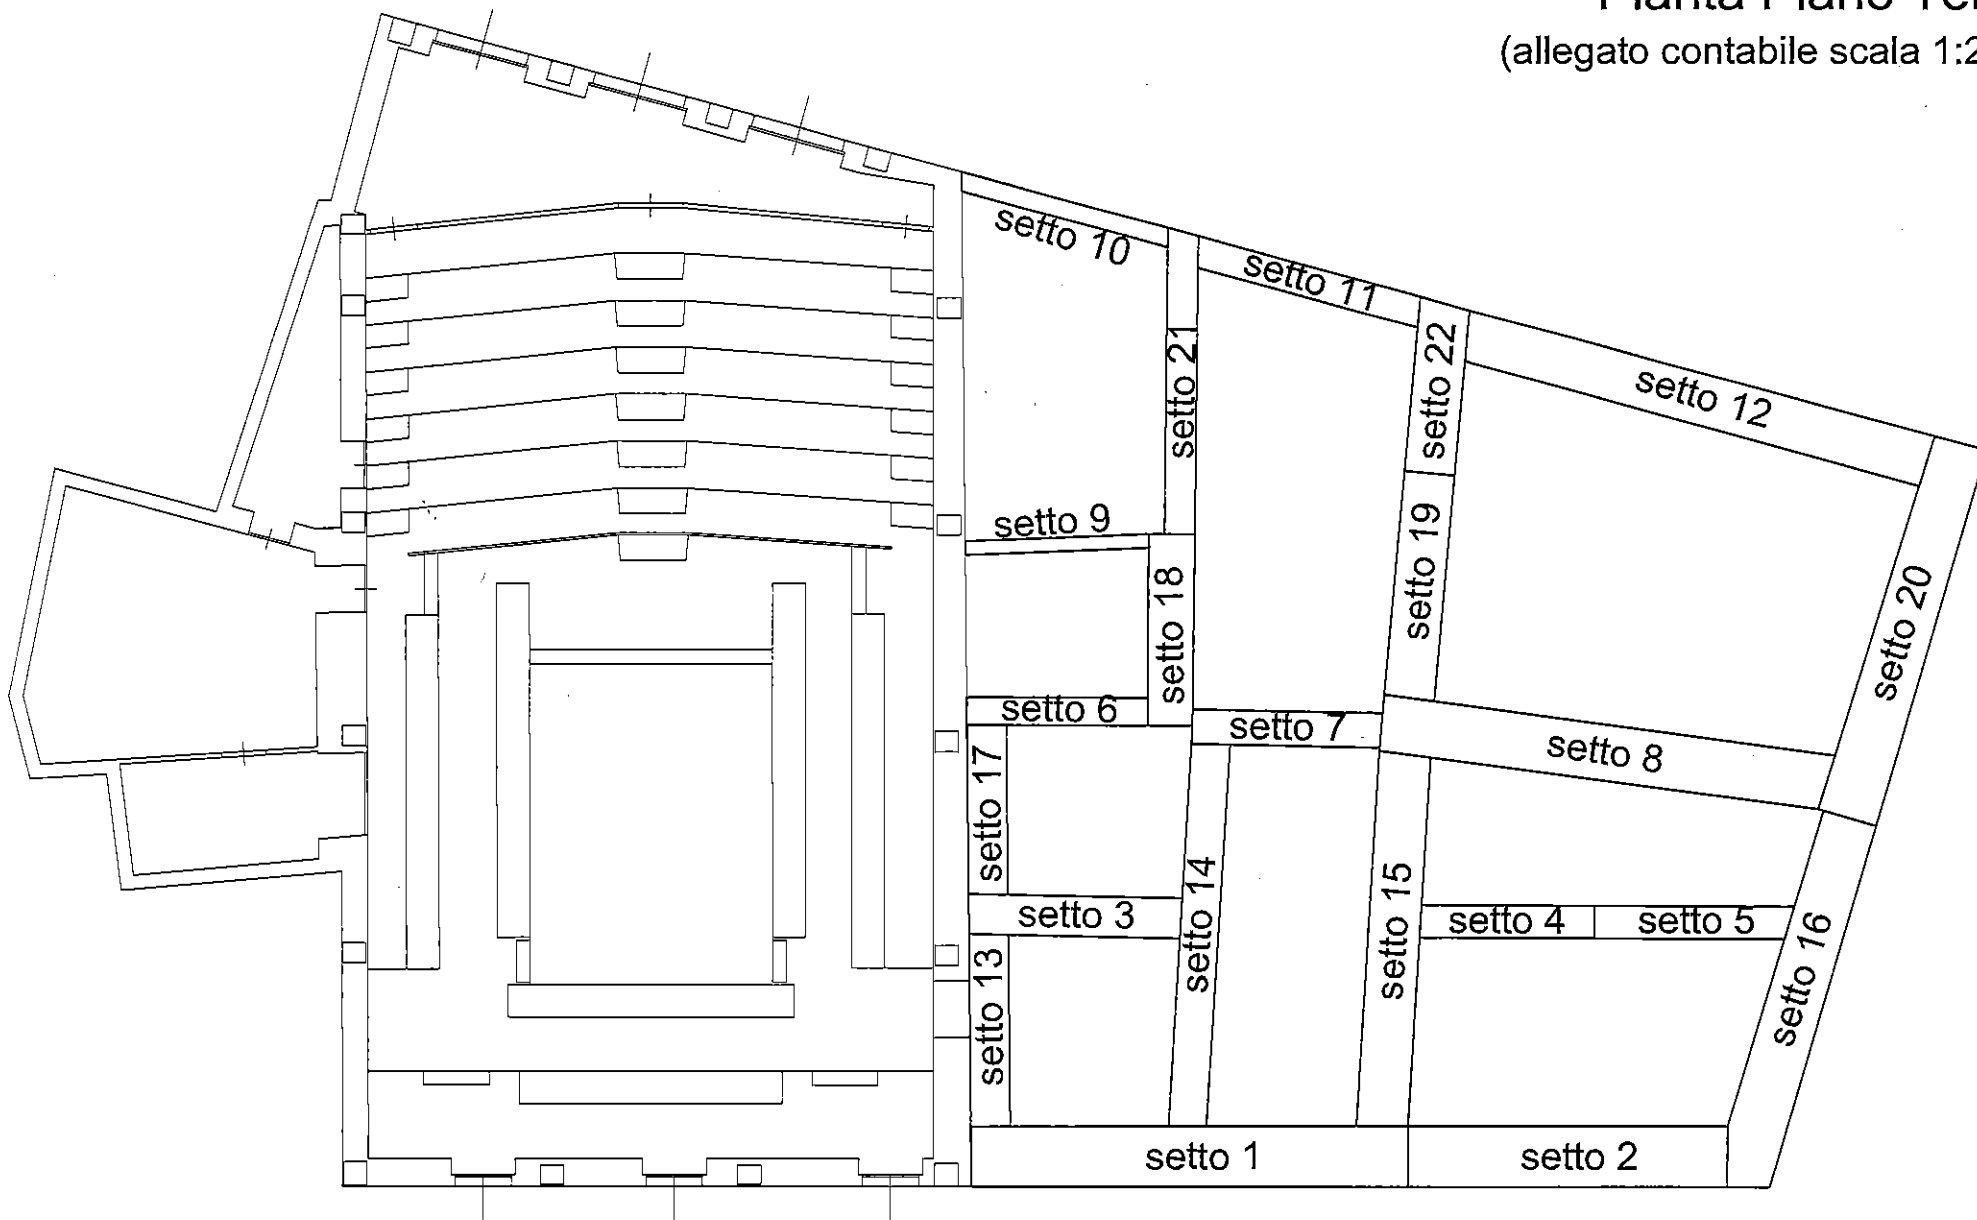 Pianta Piano
(allegato contabile scala
setto 10
setto 11
setto 22
setto 12
setto 21
setto 9
setto 19
setto 18
setto 20
setto 6
setto 7
setto 8
setto 17
setto 14
setto 15
setto 3
setto 4
setto 5
setto 16
setto 13
setto 1
setto 2